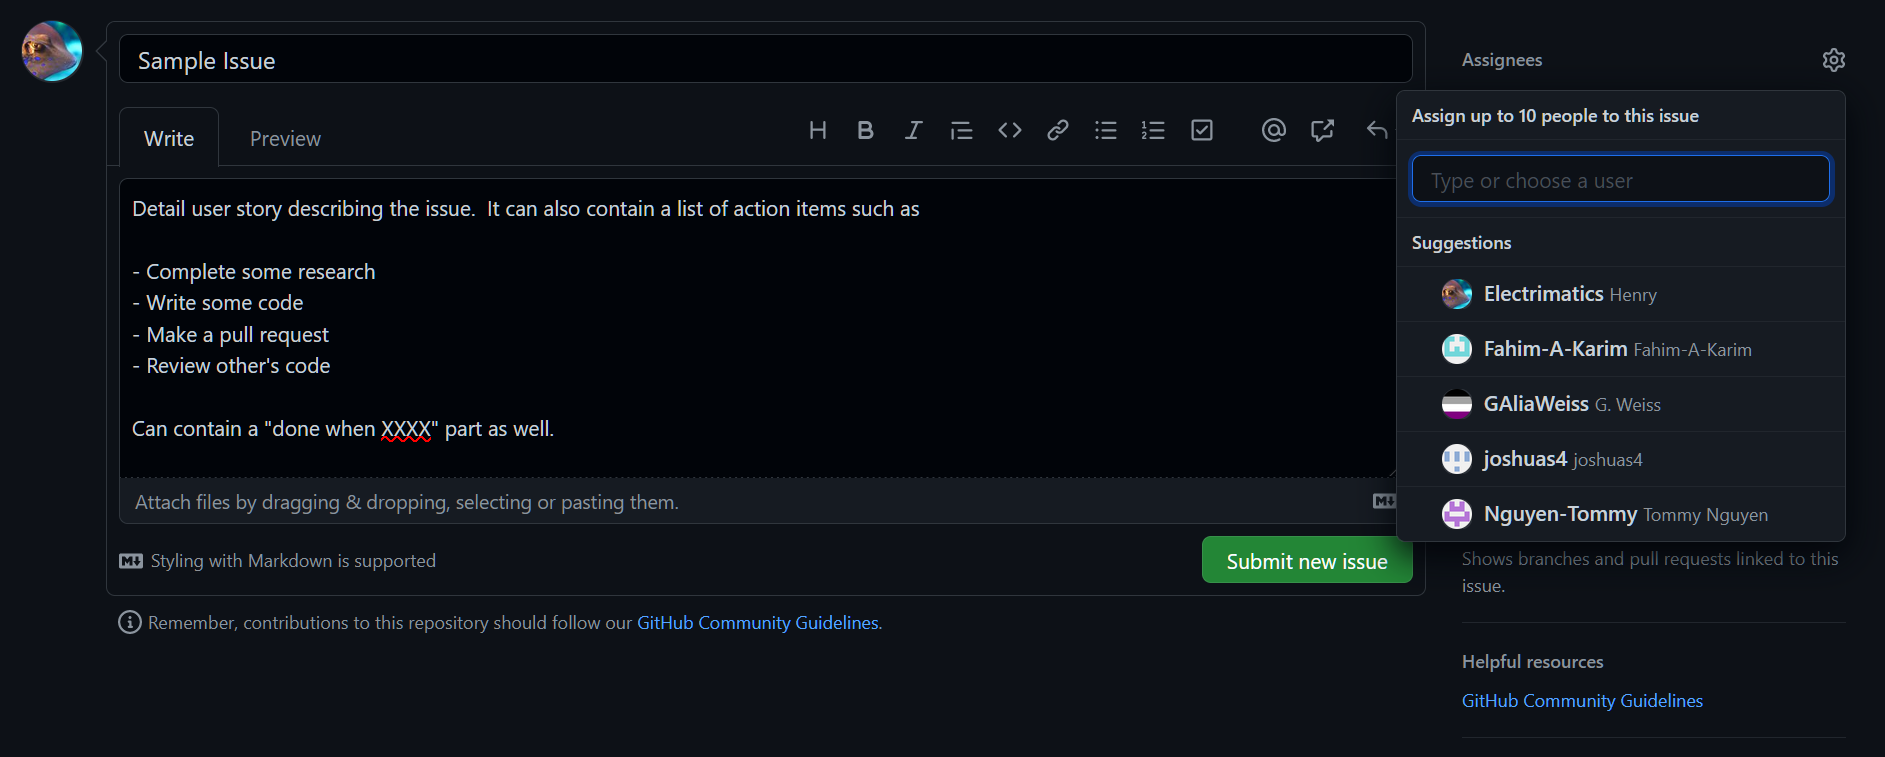 Sample Issue
Write
Preview
Detail user story describing the issue.  It can also contain a list of action items such as
- Complete some research
- Write some code
- Make a pull request
- Review other's code
Can contain a "done when XXXX" part as well.
Attach files by dragging & dropping, selecting or pasting them.
Styling with Markdown is supported
Submit new issue
Remember, contributions to this repository should follow our GitHub Community Guidelines.
Assignees
Assign up to 10 people to this issue
Type or choose a user
Suggestions
Electrimatics Henry
Fahim-A-Karim Fahim-A-Karim
GAliaWeiss G. Weiss
joshuas4 joshuas4
Nguyen-Tommy Tommy Nguyen
Shows branches and pull requests linked to this
issue.
Helpful resources
GitHub Community Guidelines